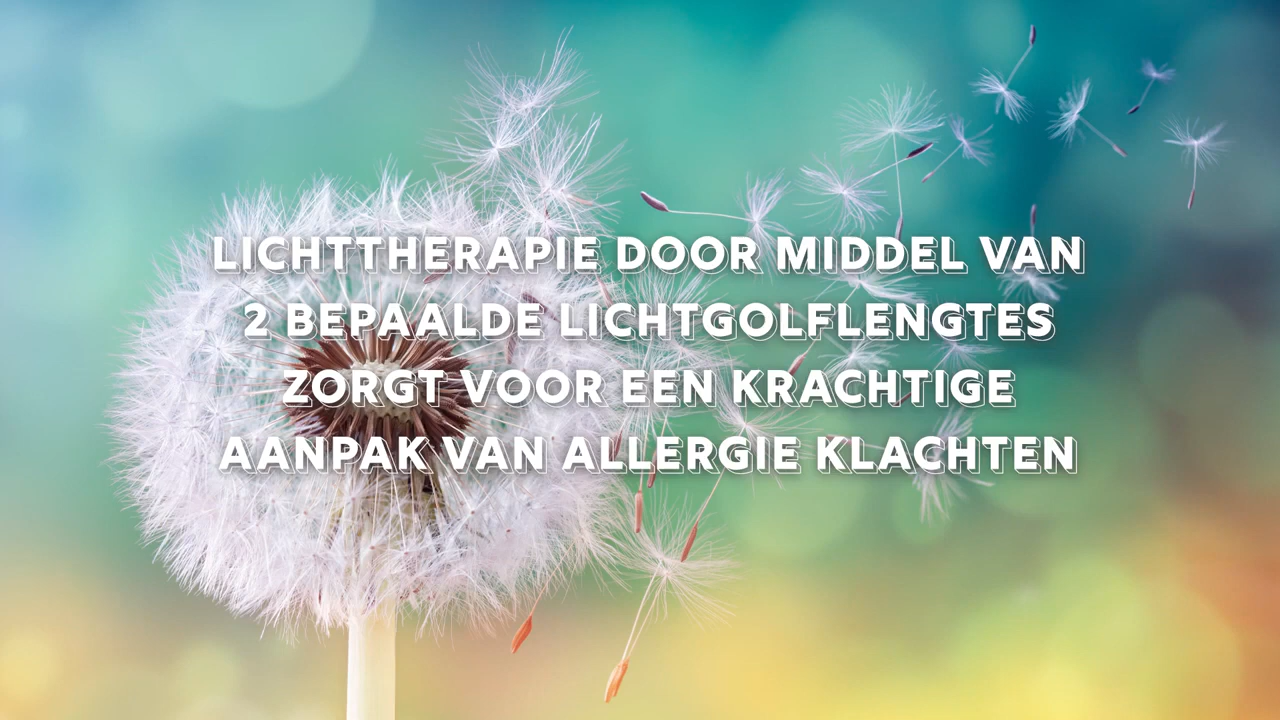 LICHTTHERAPIE DOOR MIDDEL VAN
2 BEPAALDE LICHTGOLFLENGTES
ZORGT VOOR EEN KRACHTIGE
AANPAK VAN ALLERGIE KLACHTEN